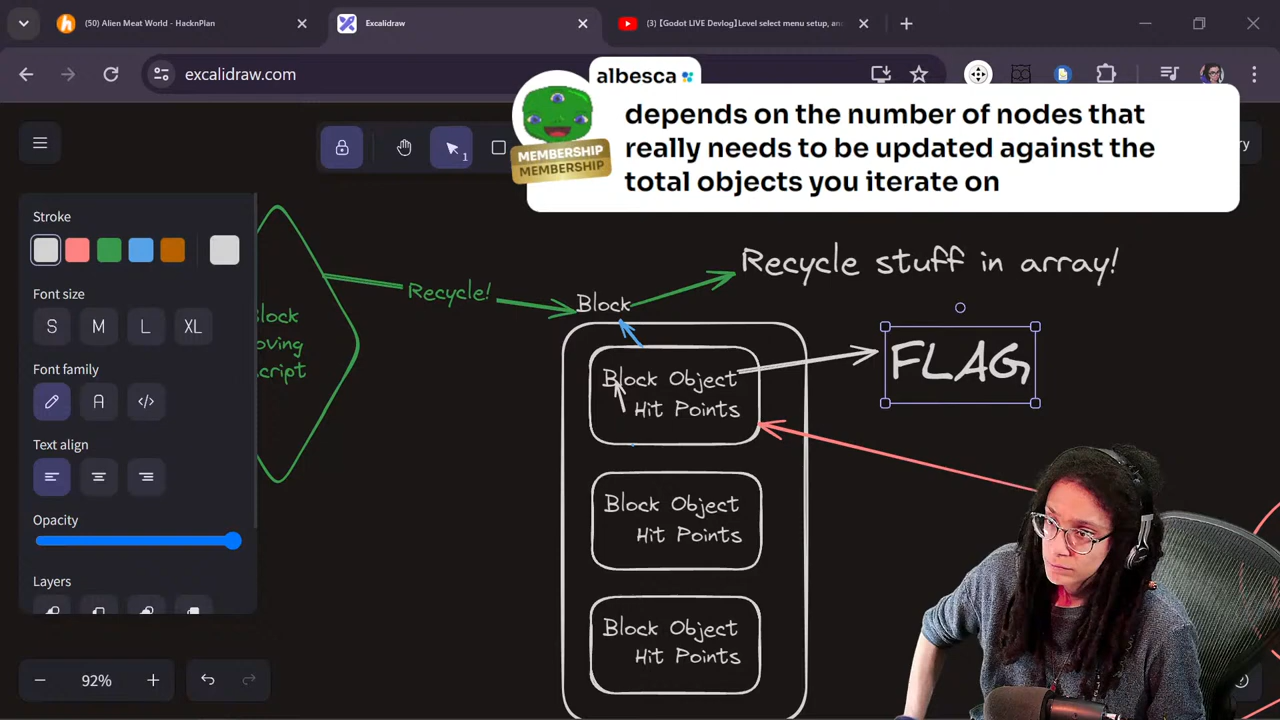 (50) Alien Meat World - HacknPlan
Excalidraw
(3) [Godot LIVE Devlog]Level select menu setup, an
excalidraw.com
albesca
MEMBERSHIP
MEMBERSHIP
depends on the number of nodes that
really needs to be updated against the
total objects you iterate on
1
ry
Stroke
Font size
S M L XL
Font family
A </>
Text align
Opacity
Layers
92%
lock
oving
cript
Recycle!
Block
Recycle stuff in array!
FLAG
Block Object
Hit Points
Block Object
Hit Points
Block Object
Hit Points